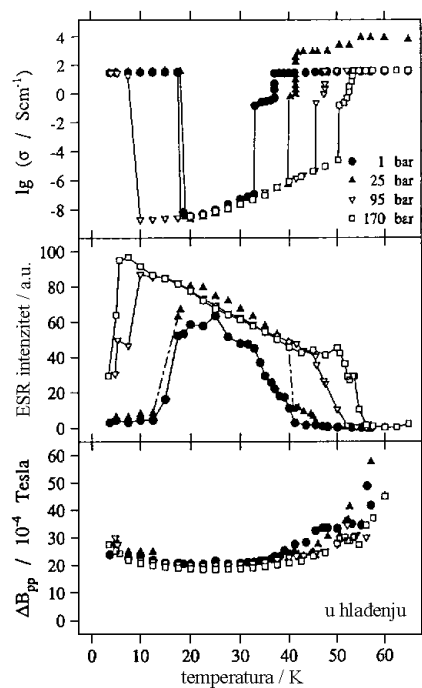 lg (σ / Scm⁻¹)
4
2
0
-2
-4
-6
-8
1 bar
25 bar
95 bar
170 bar
ESR intenzitet / a.u.
100
80
60
40
20
0
ΔBpp / 10⁻⁴ Tesla
60
50
40
30
20
10
0
u hlađenju
0 10 20 30 40 50 60
temperatura / K